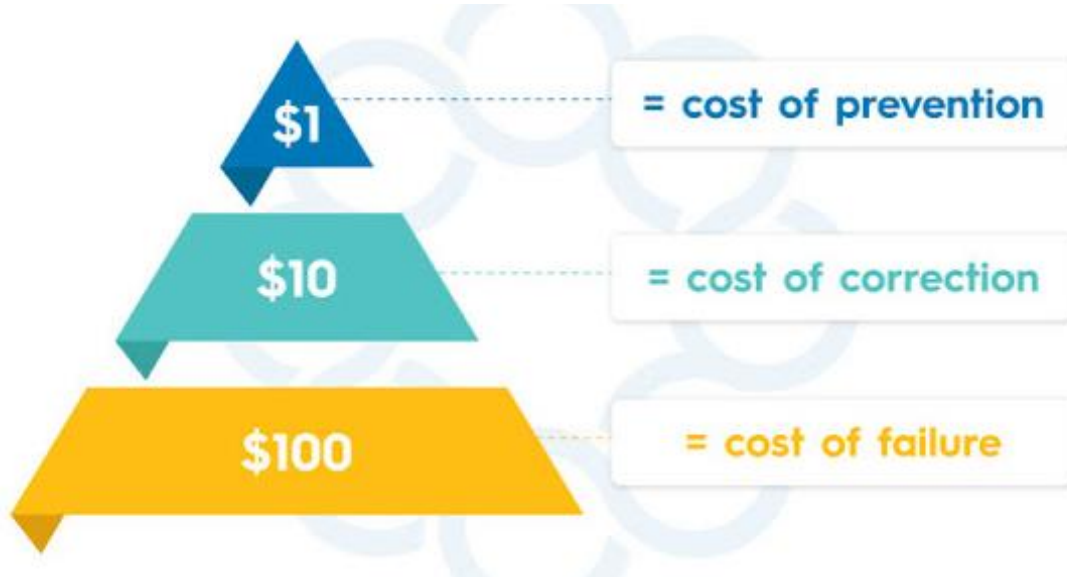 $1
= cost of prevention
$10
= cost of correction
$100
= cost of failure